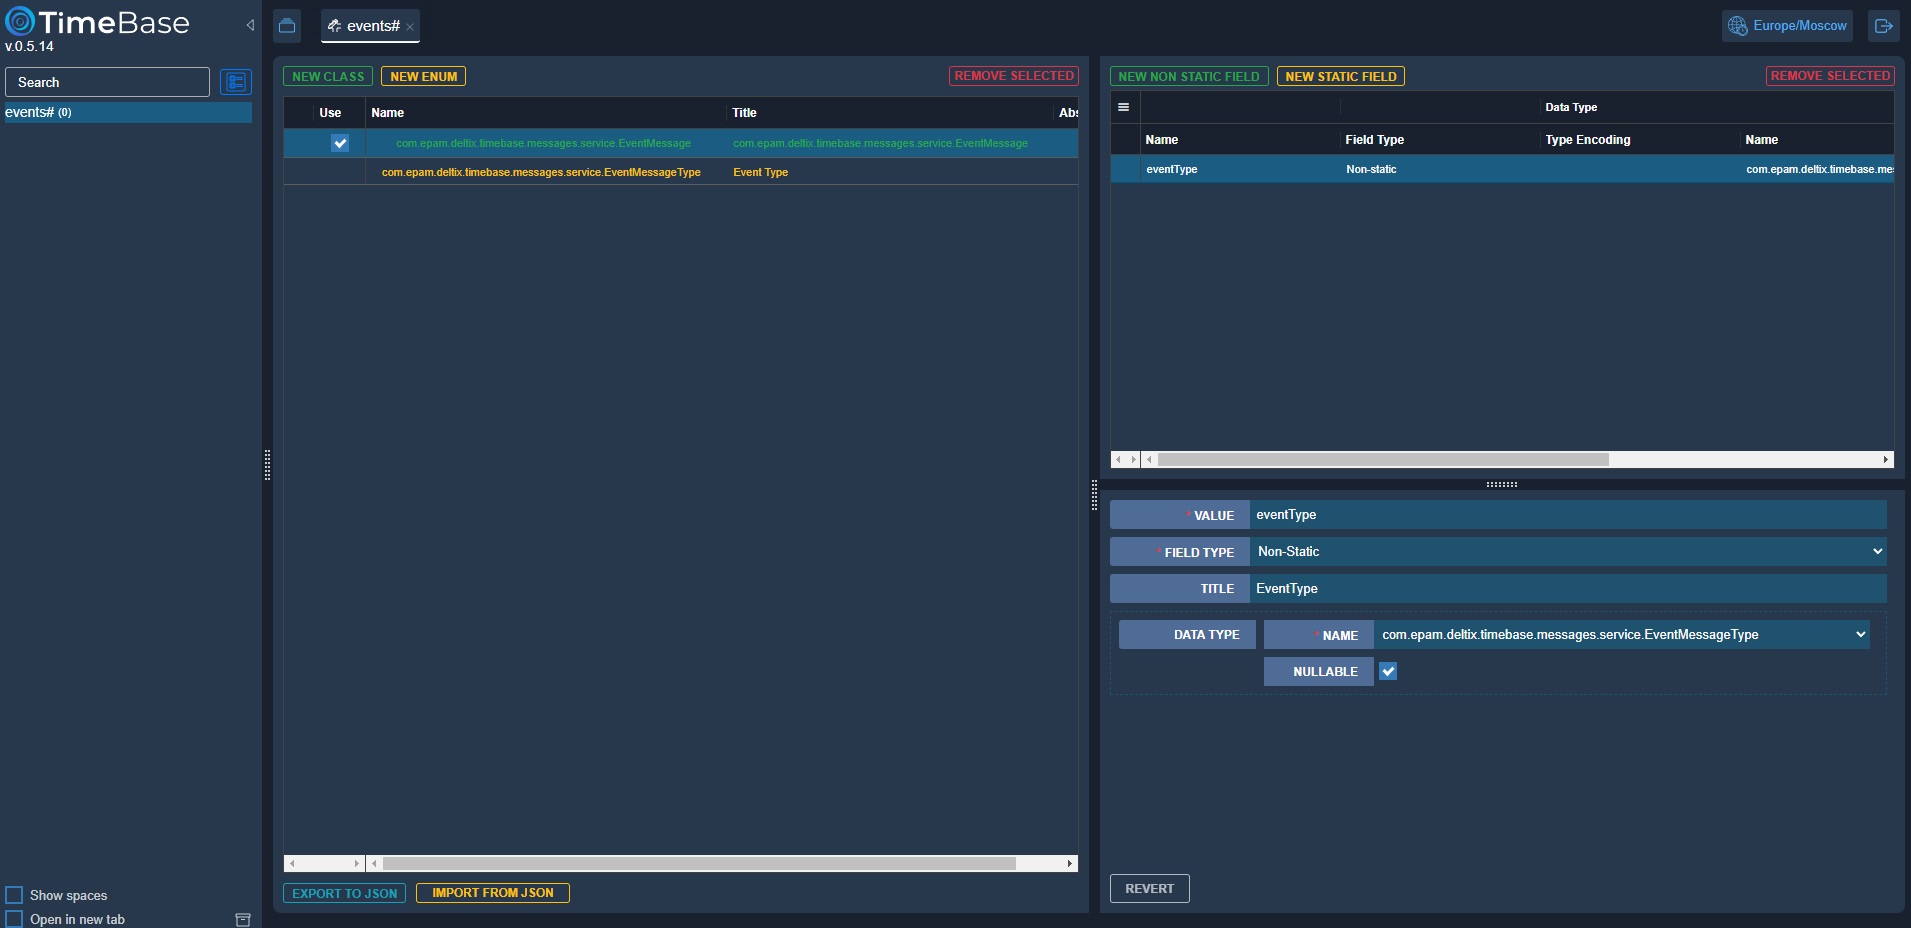 TimeBase
v.0.5.14
Search
events# (0)
Show spaces
Open in new tab
events#
Europe/Moscow
NEW CLASS
NEW ENUM
REMOVE SELECTED
Use
Name
Title
Abs
com.epam.deltix.timebase.messages.service.EventMessage
com.epam.deltix.timebase.messages.service.EventMessage
com.epam.deltix.timebase.messages.service.EventMessageType
Event Type
EXPORT TO JSON
IMPORT FROM JSON
NEW NON STATIC FIELD
NEW STATIC FIELD
REMOVE SELECTED
Data Type
Name
Field Type
Type Encoding
Name
eventType
Non-static
com.epam.deltix.timebase.mes
* VALUE
eventType
* FIELD TYPE
Non-Static
TITLE
EventType
DATA TYPE
* NAME
com.epam.deltix.timebase.messages.service.EventMessageType
NULLABLE
REVERT